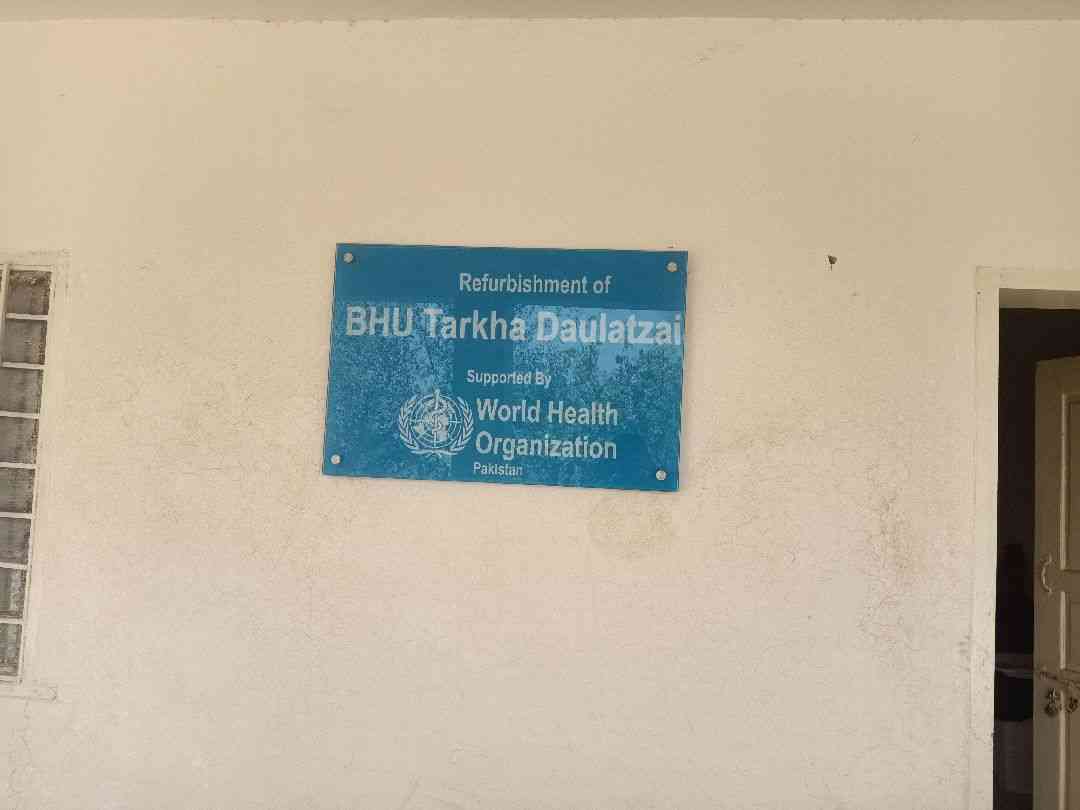 Refurbishment of
BHU Tarkha Daulatzai
Supported By
World Health
Organization
Pakistan